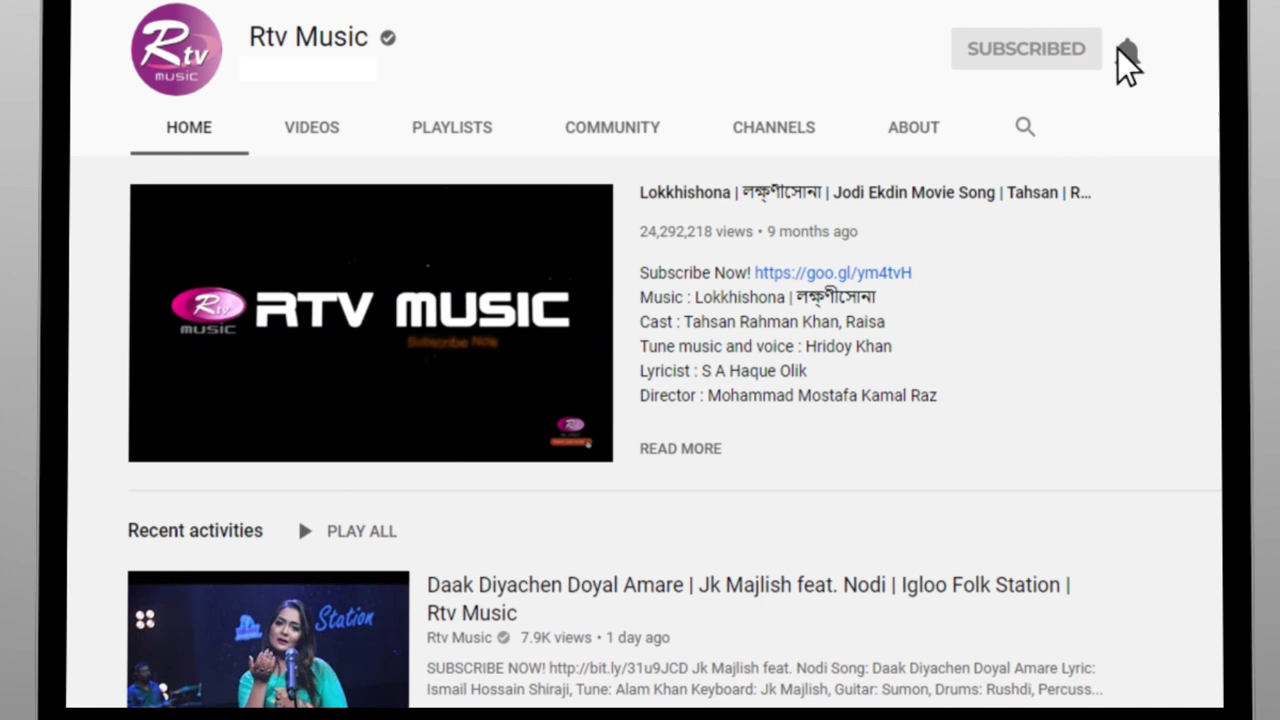 Rtv
MUSIC
Rtv Music
SUBSCRIBED
HOME VIDEOS PLAYLISTS COMMUNITY CHANNELS ABOUT
Rtv
MUSIC
RTV MUSIC
Subscribe Now
Lokkhishona | লক্ষ্ণীসোনা | Jodi Ekdin Movie Song | Tahsan | R...
24,292,218 views • 9 months ago
Subscribe Now! https://goo.gl/ym4tvH
Music : Lokkhishona | লক্ষ্ণীসোনা
Cast : Tahsan Rahman Khan, Raisa
Tune music and voice : Hridoy Khan
Lyricist : S A Haque Olik
Director : Mohammad Mostafa Kamal Raz
READ MORE
Recent activities PLAY ALL
Station
Daak Diyachen Doyal Amare | Jk Majlish feat. Nodi | Igloo Folk Station |
Rtv Music
Rtv Music 7.9K views • 1 day ago
SUBSCRIBE NOW! http://bit.ly/31u9JCD Jk Majlish feat. Nodi Song: Daak Diyachen Doyal Amare Lyric:
Ismail Hossain Shiraji, Tune: Alam Khan Keyboard: Jk Majlish, Guitar: Sumon, Drums: Rushdi, Percuss...